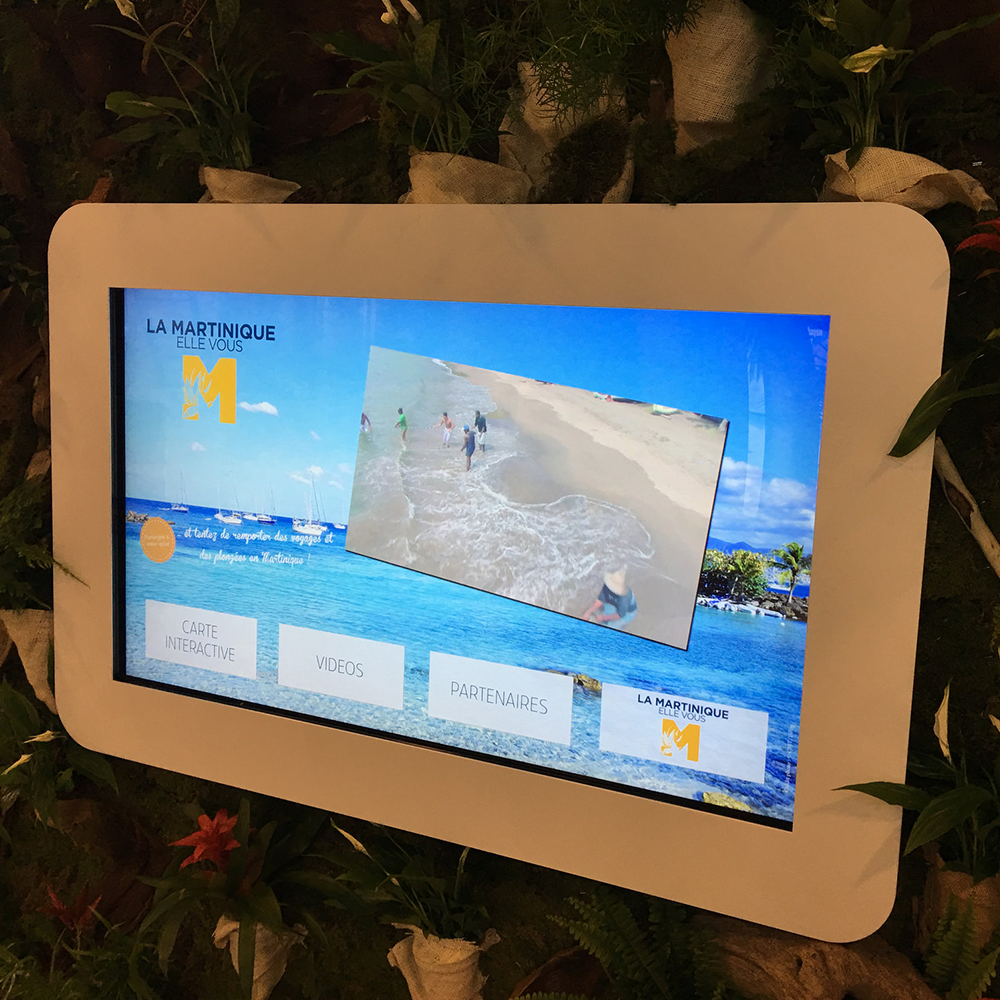 LA MARTINIQUE
ELLE VOUS
M
et tentez de remporter des voyages et
des plongées en Martinique !
CARTE
INTERACTIVE
VIDEOS
PARTENAIRES
LA MARTINIQUE
ELLE VOUS
M